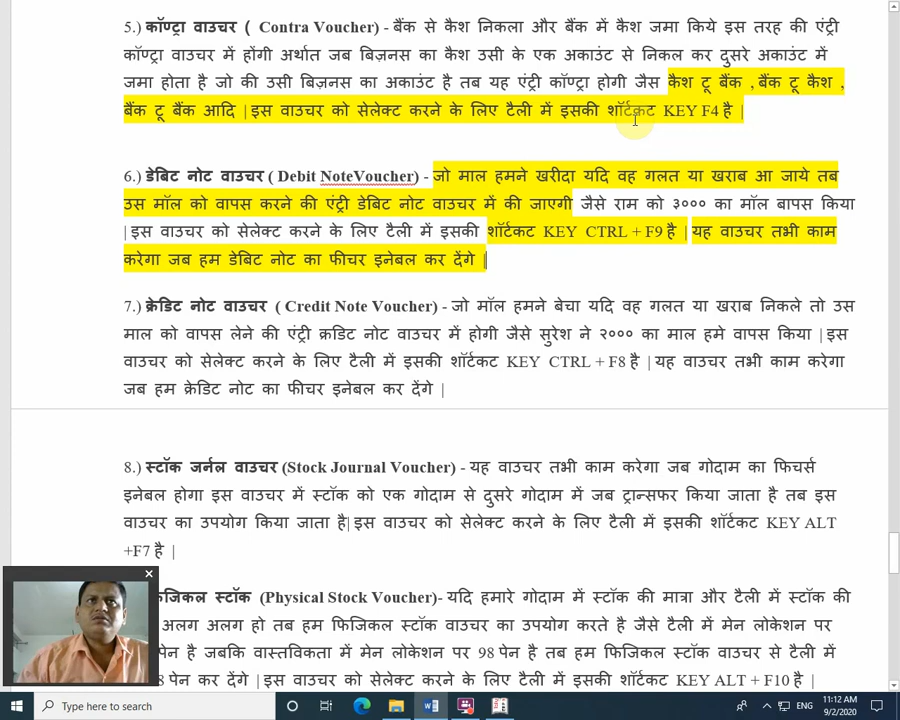 5.) कॉण्ट्रा वाउचर ( Contra Voucher) - बैंक से कैश निकला और बैंक में कैश जमा किये इस तरह की एंट्री
कॉण्ट्रा वाउचर में होंगी अर्थात जब बिज़नस का कैश उसी के एक अकाउंट से निकल कर दुसरे अकाउंट में
जमा होता है जो की उसी बिज़नस का अकाउंट है तब यह एंट्री कॉण्ट्रा होगी जैस कैश टू बैंक , बैंक टू कैश ,
बैंक टू बैंक आदि | इस वाउचर को सेलेक्ट करने के लिए टैली में इसकी शॉर्टकट KEY F4 है |
6.) डेबिट नोट वाउचर ( Debit NoteVoucher) - जो माल हमने खरीदा यदि वह गलत या खराब आ जाये तब
उस मॉल को वापस करने की एंट्री डेबिट नोट वाउचर में की जाएगी जैसे राम को ३००० का मॉल बापस किया
| इस वाउचर को सेलेक्ट करने के लिए टैली में इसकी शॉर्टकट KEY CTRL + F9 है | यह वाउचर तभी काम
करेगा जब हम डेबिट नोट का फीचर इनेबल कर देंगे |
7.) क्रेडिट नोट वाउचर ( Credit Note Voucher) - जो मॉल हमने बेचा यदि वह गलत या खराब निकले तो उस
माल को वापस लेने की एंट्री क्रडिट नोट वाउचर में होगी जैसे सुरेश ने २००० का माल हमे वापस किया | इस
वाउचर को सेलेक्ट करने के लिए टैली में इसकी शॉर्टकट KEY CTRL + F8 है | यह वाउचर तभी काम करेगा
जब हम क्रेडिट नोट का फीचर इनेबल कर देंगे |
8.) स्टॉक जर्नल वाउचर (Stock Journal Voucher) - यह वाउचर तभी काम करेगा जब गोदाम का फिचर्स
इनेबल होगा इस वाउचर में स्टॉक को एक गोदाम से दुसरे गोदाम में जब ट्रान्सफर किया जाता है तब इस
वाउचर का उपयोग किया जाता है| इस वाउचर को सेलेक्ट करने के लिए टैली में इसकी शॉर्टकट KEY ALT
+F7 है |
स्टॉक (Physical Stock Voucher)- यदि हमारे गोदाम में स्टॉक की मात्रा और टैली में स्टॉक की
अलग अलग हो तब हम फिजिकल स्टॉक वाउचर का उपयोग करते है जैसे टैली में मेन लोकेशन पर
पेन है जबकि वास्तविकता में मेन लोकेशन पर 98 पेन है तब हम फिजिकल स्टॉक वाउचर से टैली में
पेन कर देंगे | इस वाउचर को सेलेक्ट करने के लिए टैली में इसकी शॉर्टकट KEY ALT + F10 है |
Type here to search
ENG
11:12 AM
9/2/2020